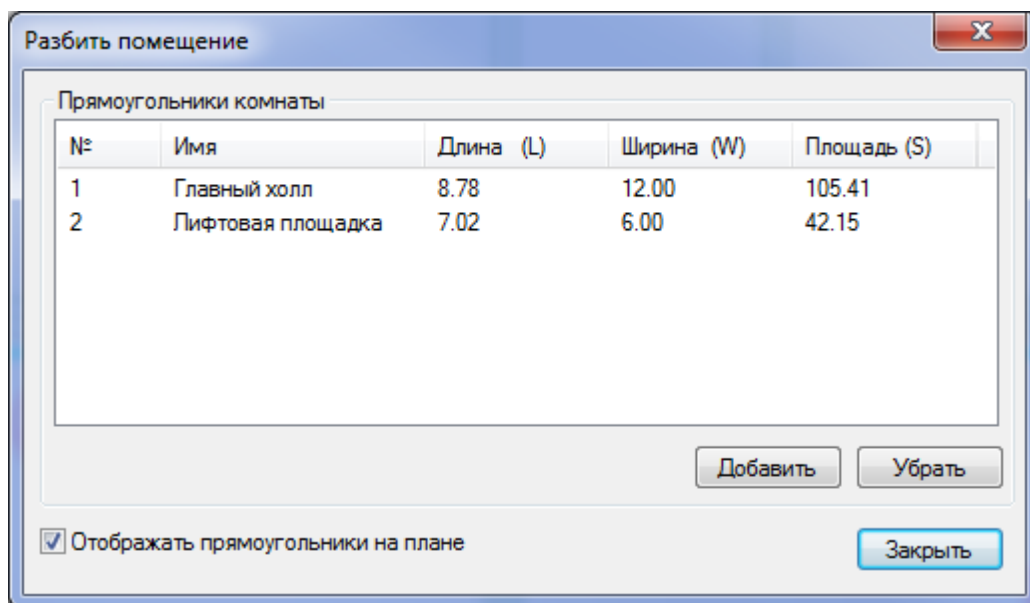 Разбить помещение
Прямоугольники комнаты
№ Имя Длина (L) Ширина (W) Площадь (S)
1 Главный холл 8.78 12.00 105.41
2 Лифтовая площадка 7.02 6.00 42.15
Добавить Убрать
Отображать прямоугольники на плане
Закрыть